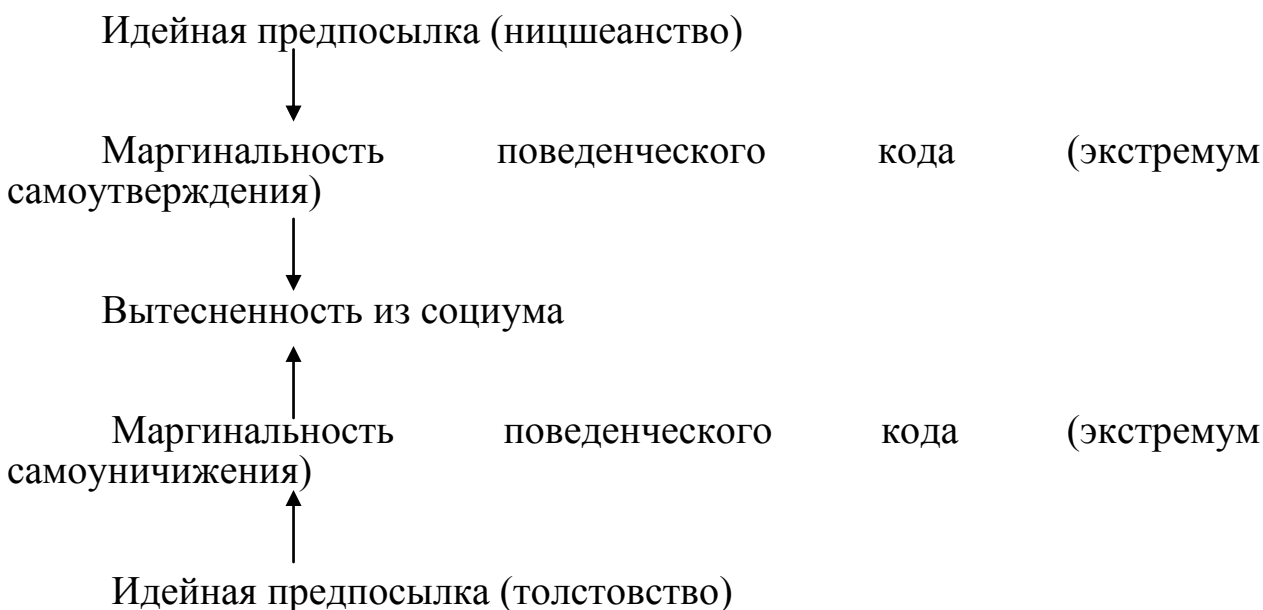 Идейная предпосылка (ницшеанство)
Маргинальность поведенческого кода (экстремум
самоутверждения)
Вытесненность из социума
Маргинальность поведенческого кода (экстремум
самоуничижения)
Идейная предпосылка (толстовство)